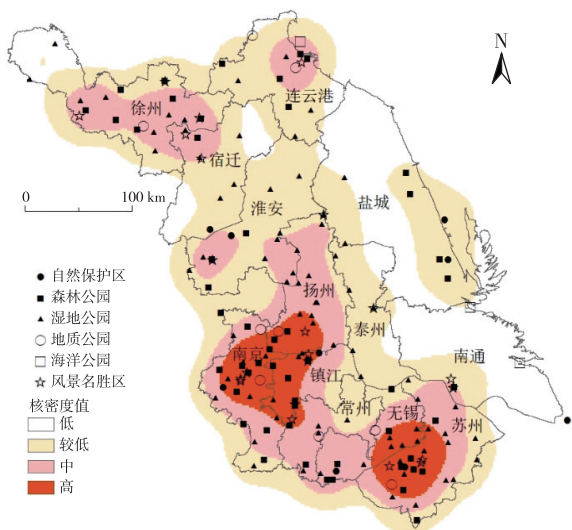 N
连云港
徐州
宿迁
盐城
淮安
0 100 km
扬州
泰州
南京
镇江
南通
常州
无锡
苏州
自然保护区
森林公园
湿地公园
地质公园
海洋公园
风景名胜区
核密度值
低
较低
中
高